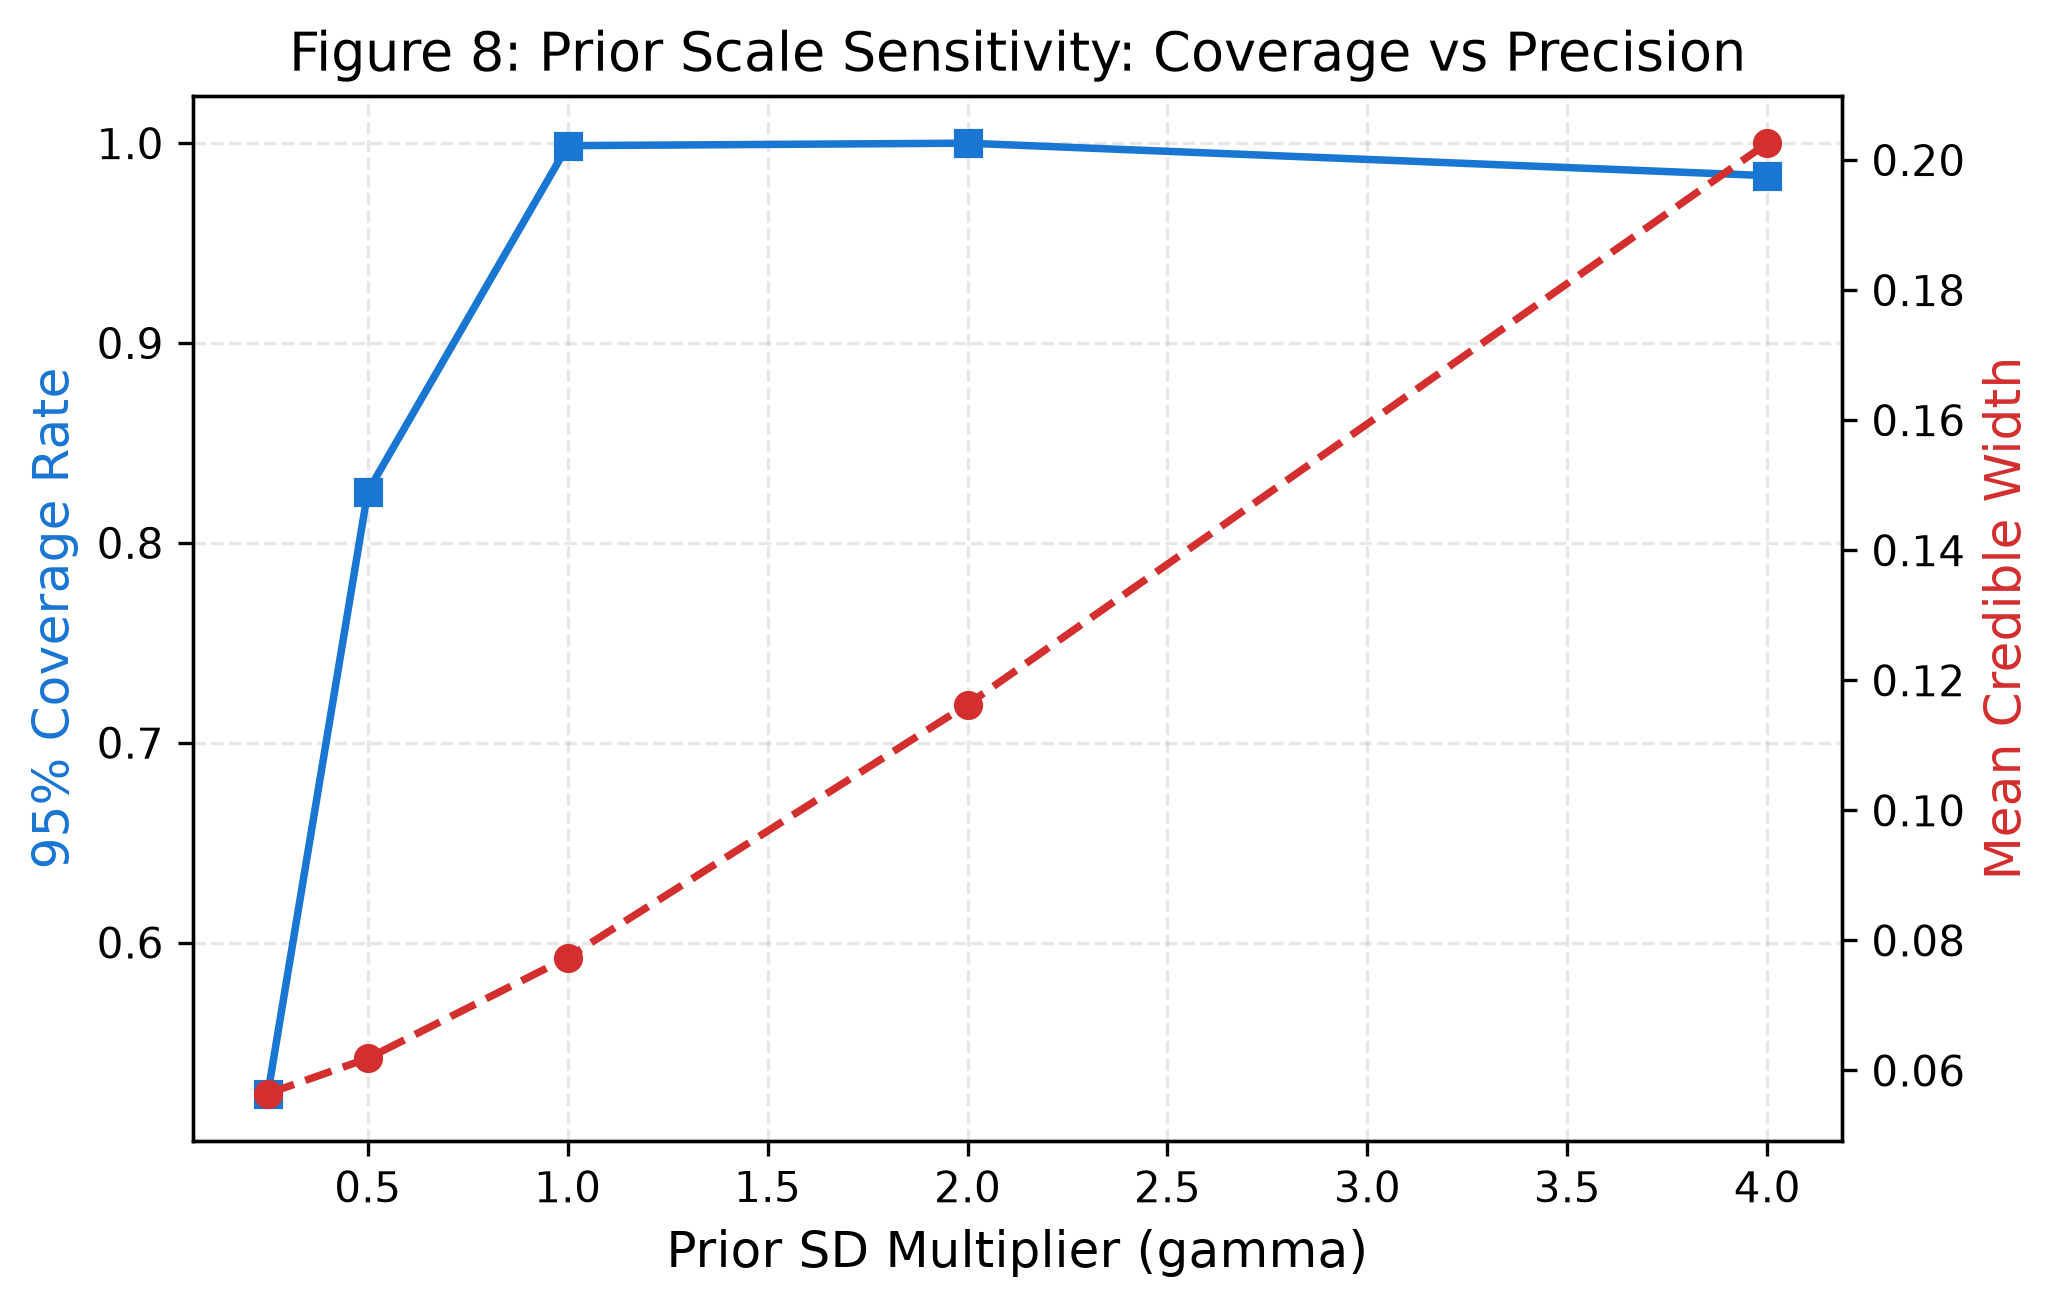 Figure 8: Prior Scale Sensitivity: Coverage vs Precision
95% Coverage Rate
1.0
0.9
0.8
0.7
0.6
0.20
0.18
0.16
0.14
0.12
0.10
0.08
0.06
Mean Credible Width
0.5 1.0 1.5 2.0 2.5 3.0 3.5 4.0
Prior SD Multiplier (gamma)